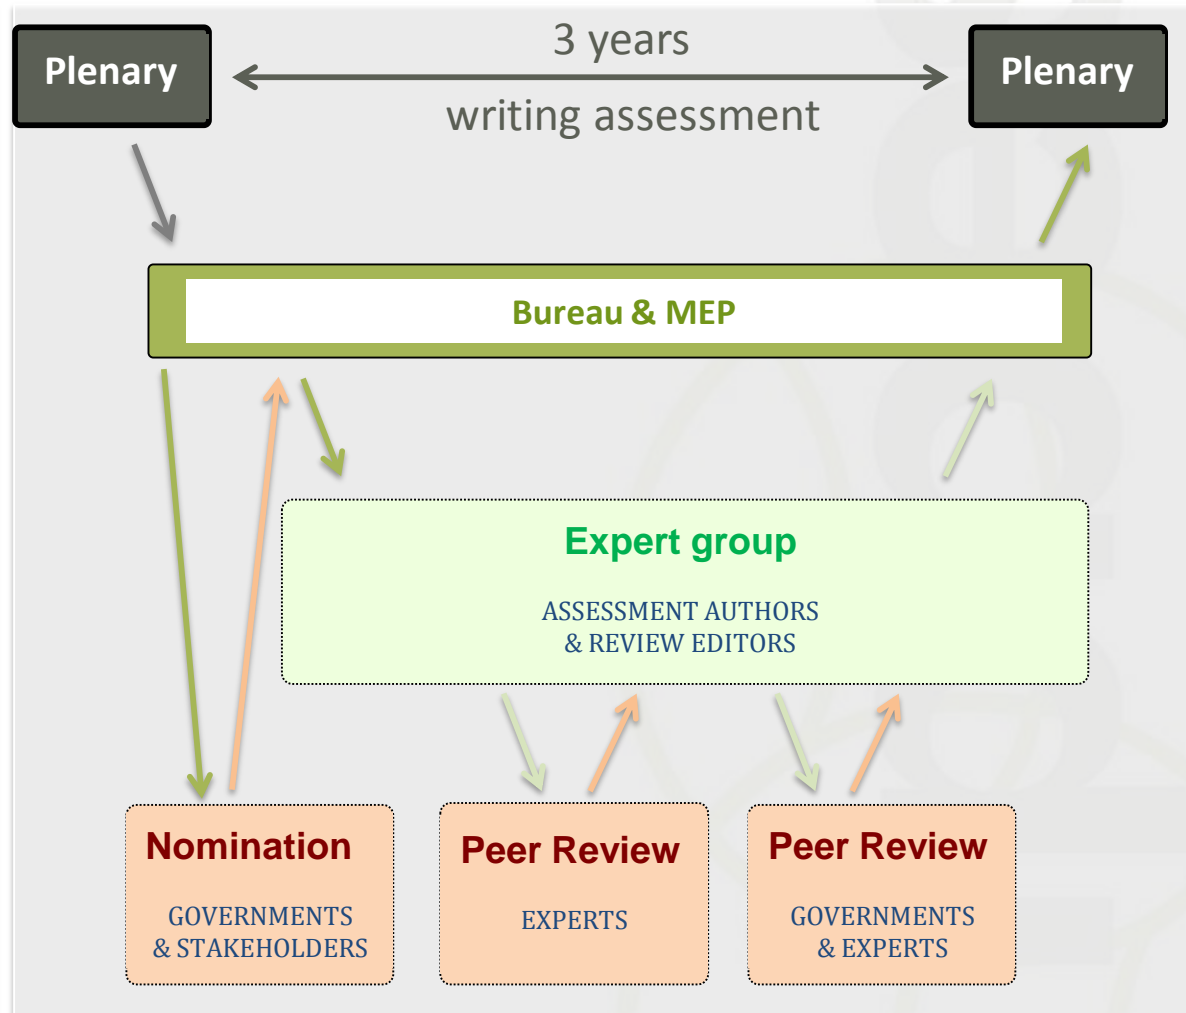 Plenary
3 years
writing assessment
Plenary
Bureau & MEP
Expert group
ASSESSMENT AUTHORS
& REVIEW EDITORS
Nomination
GOVERNMENTS
& STAKEHOLDERS
Peer Review
EXPERTS
Peer Review
GOVERNMENTS
& EXPERTS